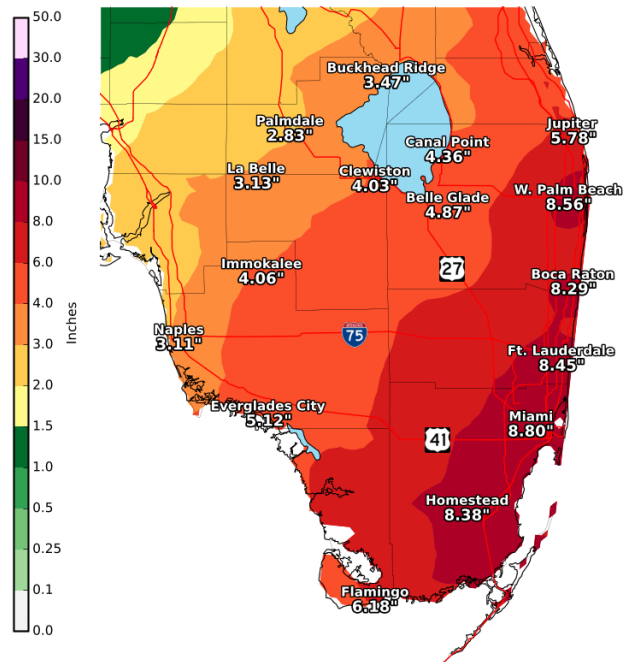 50.0
30.0
20.0
15.0
10.0
8.0
6.0
4.0
3.0
2.0
1.5
1.0
0.5
0.25
0.1
0.0
Inches
Buckhead Ridge
3.47"
Palmdale
2.83"
Jupiter
5.78"
Canal Point
4.36"
La Belle
3.13"
Clewiston
4.03"
W. Palm Beach
8.56"
Belle Glade
4.87"
Immokalee
4.06"
27
Boca Raton
8.29"
Naples
3.11"
75
Ft. Lauderdale
8.45"
Everglades City
5.12"
Miami
8.80"
41
Homestead
8.38"
Flamingo
6.18"